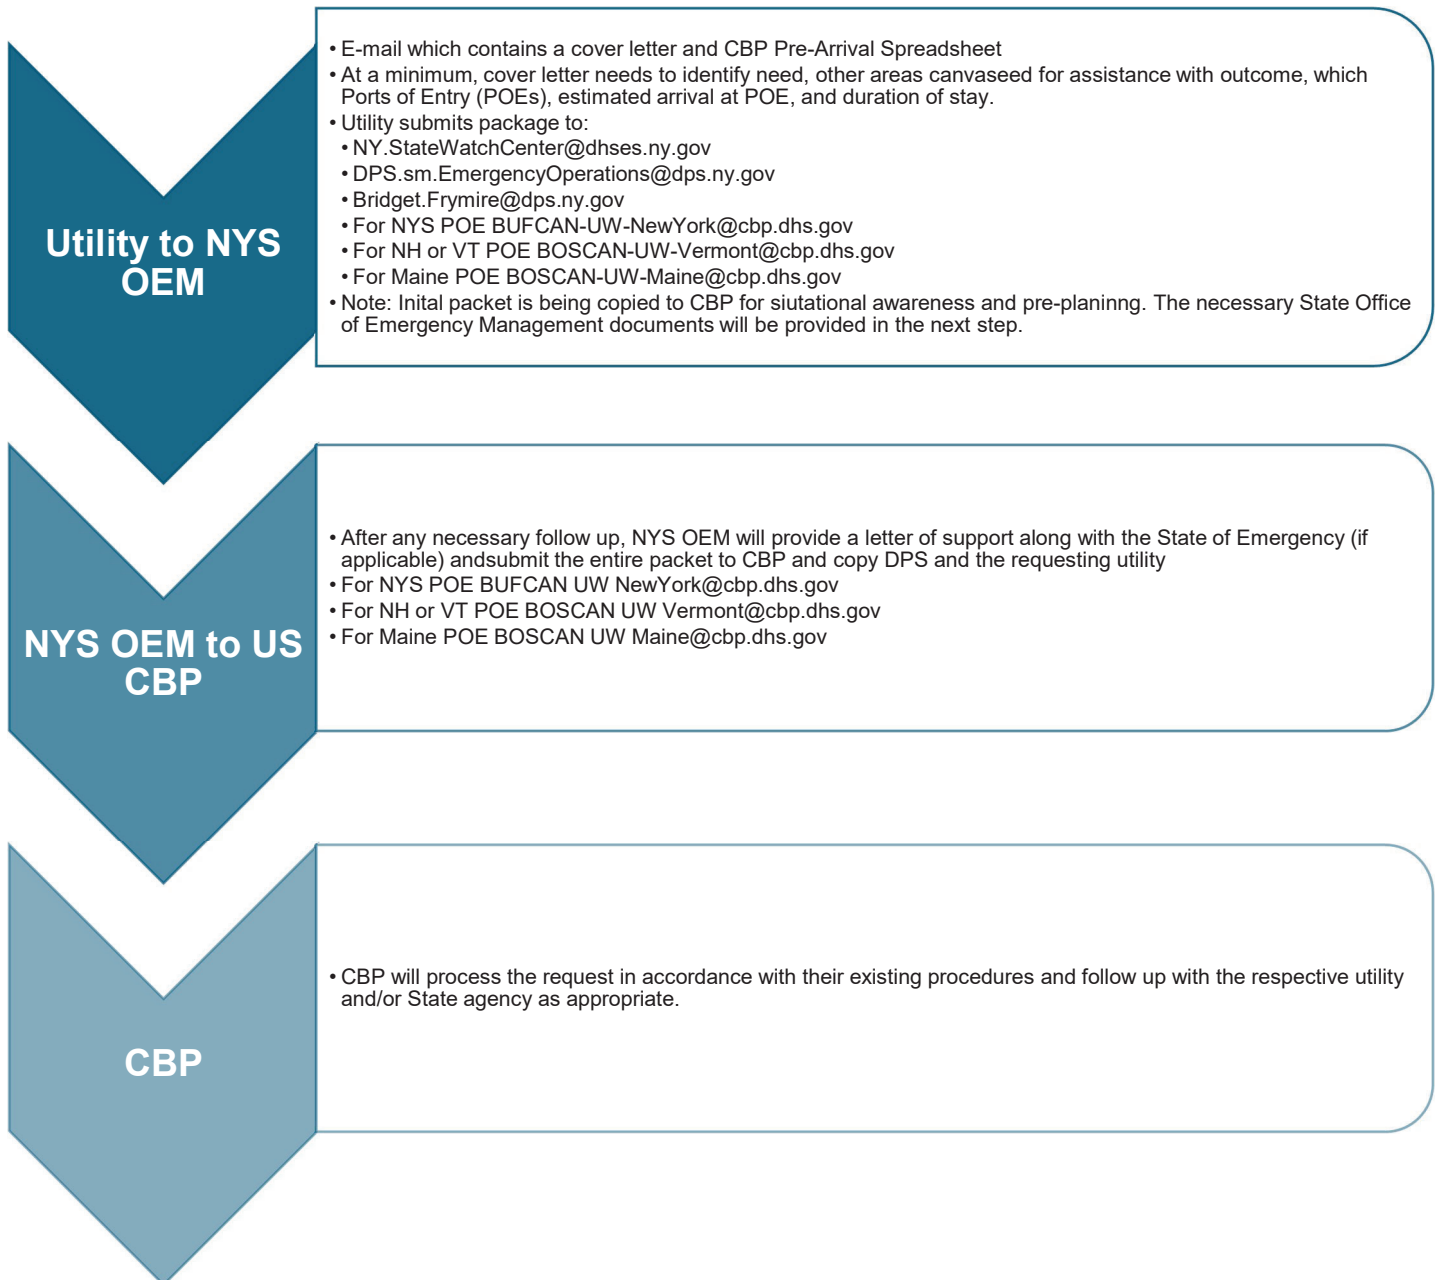 Utility to NYS
OEM
• E-mail which contains a cover letter and CBP Pre-Arrival Spreadsheet
• At a minimum, cover letter needs to identify need, other areas canvaseed for assistance with outcome, which
Ports of Entry (POEs), estimated arrival at POE, and duration of stay.
• Utility submits package to:
• NY.StateWatchCenter@dhses.ny.gov
• DPS.sm.EmergencyOperations@dps.ny.gov
• Bridget.Frymire@dps.ny.gov
• For NYS POE BUFCAN-UW-NewYork@cbp.dhs.gov
• For NH or VT POE BOSCAN-UW-Vermont@cbp.dhs.gov
• For Maine POE BOSCAN-UW-Maine@cbp.dhs.gov
• Note: Inital packet is being copied to CBP for siutational awareness and pre-planinng. The necessary State Office
of Emergency Management documents will be provided in the next step.
NYS OEM to US
CBP
• After any necessary follow up, NYS OEM will provide a letter of support along with the State of Emergency (if
applicable) andsubmit the entire packet to CBP and copy DPS and the requesting utility
• For NYS POE BUFCAN UW NewYork@cbp.dhs.gov
• For NH or VT POE BOSCAN UW Vermont@cbp.dhs.gov
• For Maine POE BOSCAN UW Maine@cbp.dhs.gov
CBP
• CBP will process the request in accordance with their existing procedures and follow up with the respective utility
and/or State agency as appropriate.